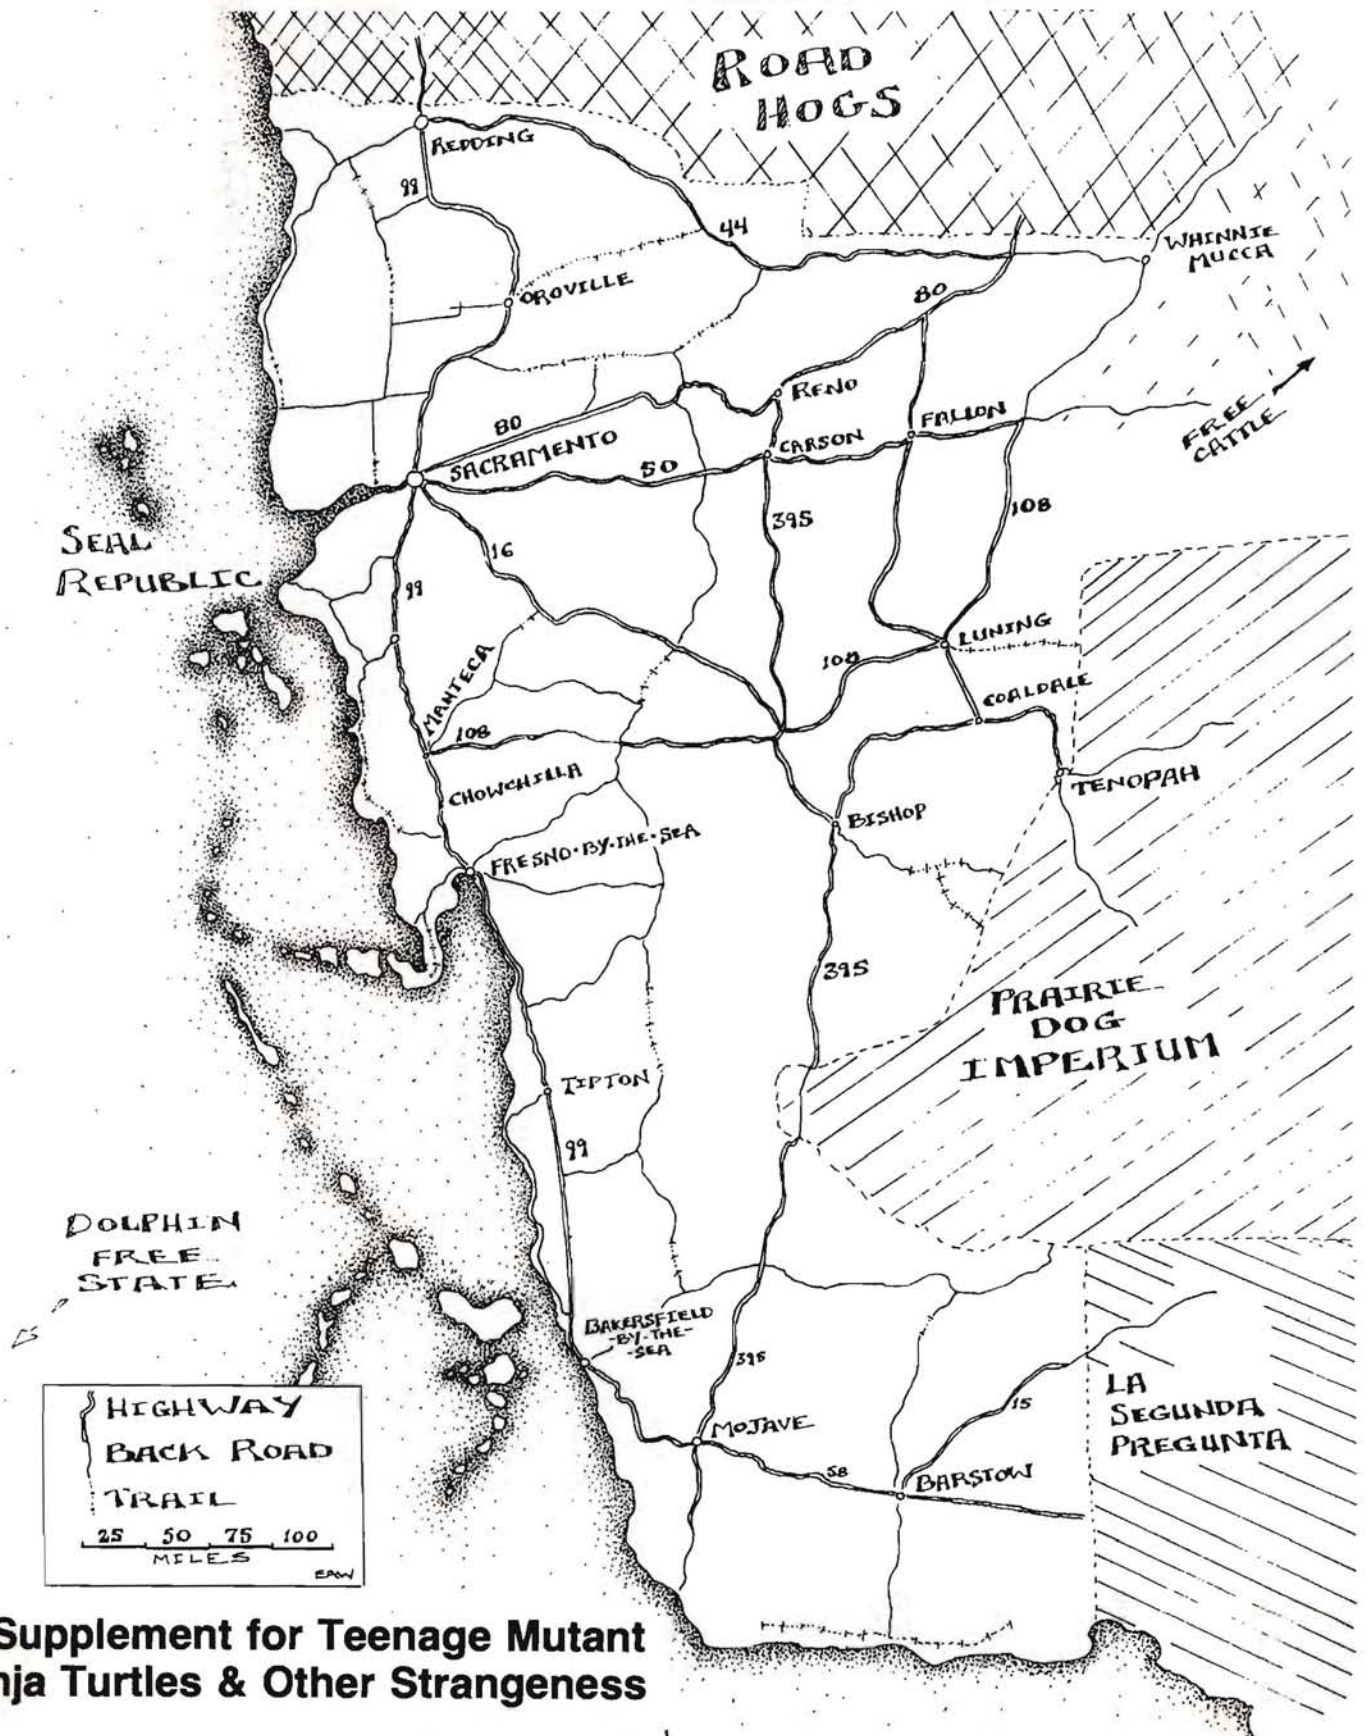 ROAD
HOGS
REDDING
99
44
WHINNIE
MUCCA
OROVILLE
80
RENO
FALLON
FREE
CATTLE
80
SACRAMENTO
50
CARSON
395
108
SEAL
REPUBLIC
16
99
LUNING
108
COALDALE
MANTECA
108
TENOPAH
CHOWCHILLA
BISHOP
FRESNO-BY-THE-SEA
395
PRAIRIE
DOG
IMPERIUM
TIPTON
99
DOLPHIN
FREE
STATE
BAKERSFIELD
-BY-THE-
-SEA
395
15
LA
SEGUNDA
PREGUNTA
MOJAVE
58
BARSTOW
HIGHWAY
BACK ROAD
TRAIL
25 50 75 100
MILES
EAW
Supplement for Teenage Mutant
nja Turtles & Other Strangeness